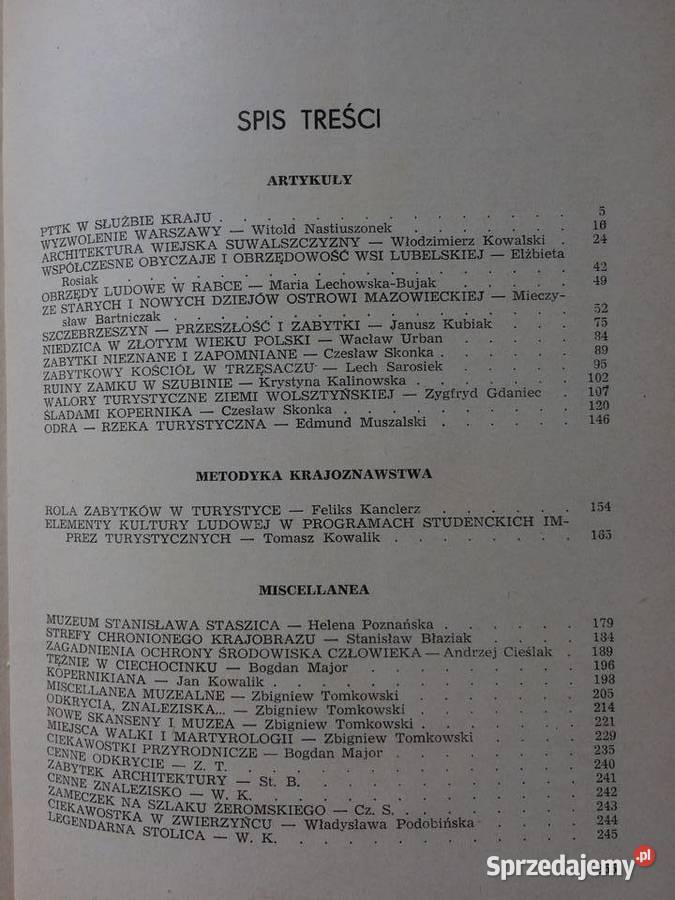 SPIS TREŚCI
ARTYKUŁY
PTTK W SŁUŻBIE KRAJU . . . . . . . . . . . . . 5
WYZWOLENIE WARSZAWY — Witold Nastiuszonek . . . . 16
ARCHITEKTURA WIEJSKA SUWALSZCZYZNY — Włodzimierz Kowalski . 24
WSPÓŁCZESNE OBYCZAJE I OBRZĘDOWOŚĆ WSI LUBELSKIEJ — Elżbieta
Rosiak . . . . . . . . . . . . . . . . 42
OBRZĘDY LUDOWE W RABCE — Maria Lechowska-Bujak . . . . 49
ZE STARYCH I NOWYCH DZIEJÓW OSTROWI MAZOWIECKIEJ — Mieczy-
sław Bartniczak . . . . . . . . . . . . . . 52
SZCZEBRZESZYN — PRZESZŁOŚĆ I ZABYTKI — Janusz Kubiak . . . 75
NIEDZICA W ZŁOTYM WIEKU POLSKI — Wacław Urban . . . . 84
ZABYTKI NIEZNANE I ZAPOMNIANE — Czesław Skonka . . . . . 89
ZABYTKOWY KOŚCIÓŁ W TRZĘSACZU — Lech Sarosiek . . . . 95
RUINY ZAMKU W SZUBINIE — Krystyna Kalinowska . . . . . 102
WALORY TURYSTYCZNE ZIEMI WOLSZTYŃSKIEJ — Zygfryd Gdaniec . 107
ŚLADAMI KOPERNIKA — Czesław Skonka . . . . . . . . 120
ODRA — RZEKA TURYSTYCZNA — Edmund Muszalski . . . . . 146
METODYKA KRAJOZNAWSTWA
ROLA ZABYTKÓW W TURYSTYCE — Feliks Kanclerz . . . . . . 154
ELEMENTY KULTURY LUDOWEJ W PROGRAMACH STUDENCKICH IM-
PREZ TURYSTYCZNYCH — Tomasz Kowalik . . . . . . . . 165
MISCELLANEA
MUZEUM STANISŁAWA STASZICA — Helena Poznańska . . . . . 179
STREFY CHRONIONEGO KRAJOBRAZU — Stanisław Błaziak . . . . 184
ZAGADNIENIA OCHRONY ŚRODOWISKA CZŁOWIEKA — Andrzej Cieślak . 189
TĘŻNIE W CIECHOCINKU — Bogdan Major . . . . . . . 196
KOPERNIKIANA — Jan Kowalik . . . . . . . . . . 198
MISCELLANEA MUZEALNE — Zbigniew Tomkowski . . . . . . 205
ODKRYCIA, ZNALEZISKA... — Zbigniew Tomkowski . . . . . . 214
NOWE SKANSENY I MUZEA — Zbigniew Tomkowski . . . . . . 221
MIEJSCA WALKI I MARTYROLOGII — Zbigniew Tomkowski . . . . 229
CIEKAWOSTKI PRZYRODNICZE — Bogdan Major . . . . . . 235
CENNE ODKRYCIE — Z. T. . . . . . . . . . . . 240
ZABYTEK ARCHITEKTURY — St. B. . . . . . . . . . 241
CENNE ZNALEZISKO — W. K. . . . . . . . . . . . 242
ZAMECZEK NA SZLAKU ŻEROMSKIEGO — Cz. S. . . . . . . 243
CIEKAWOSTKA W ZWIERZYŃCU — Władysława Podobińska . . . . 244
LEGENDARNA STOLICA — W. K. . . . . . . . . . . 245
Sprzedajemy.pl